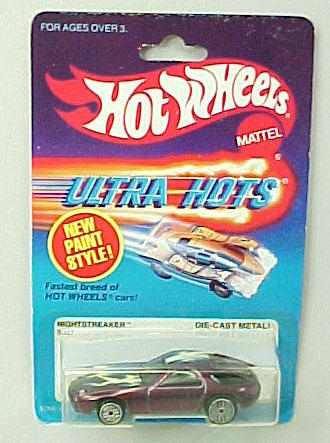 FOR AGES OVER 3.
HOT WHEELS®
MATTEL
ULTRA HOTS
NEW
PAINT
STYLE!
Fastest breed of
HOT WHEELS® cars!
NIGHTSTREAKER™
DIE-CAST METAL!